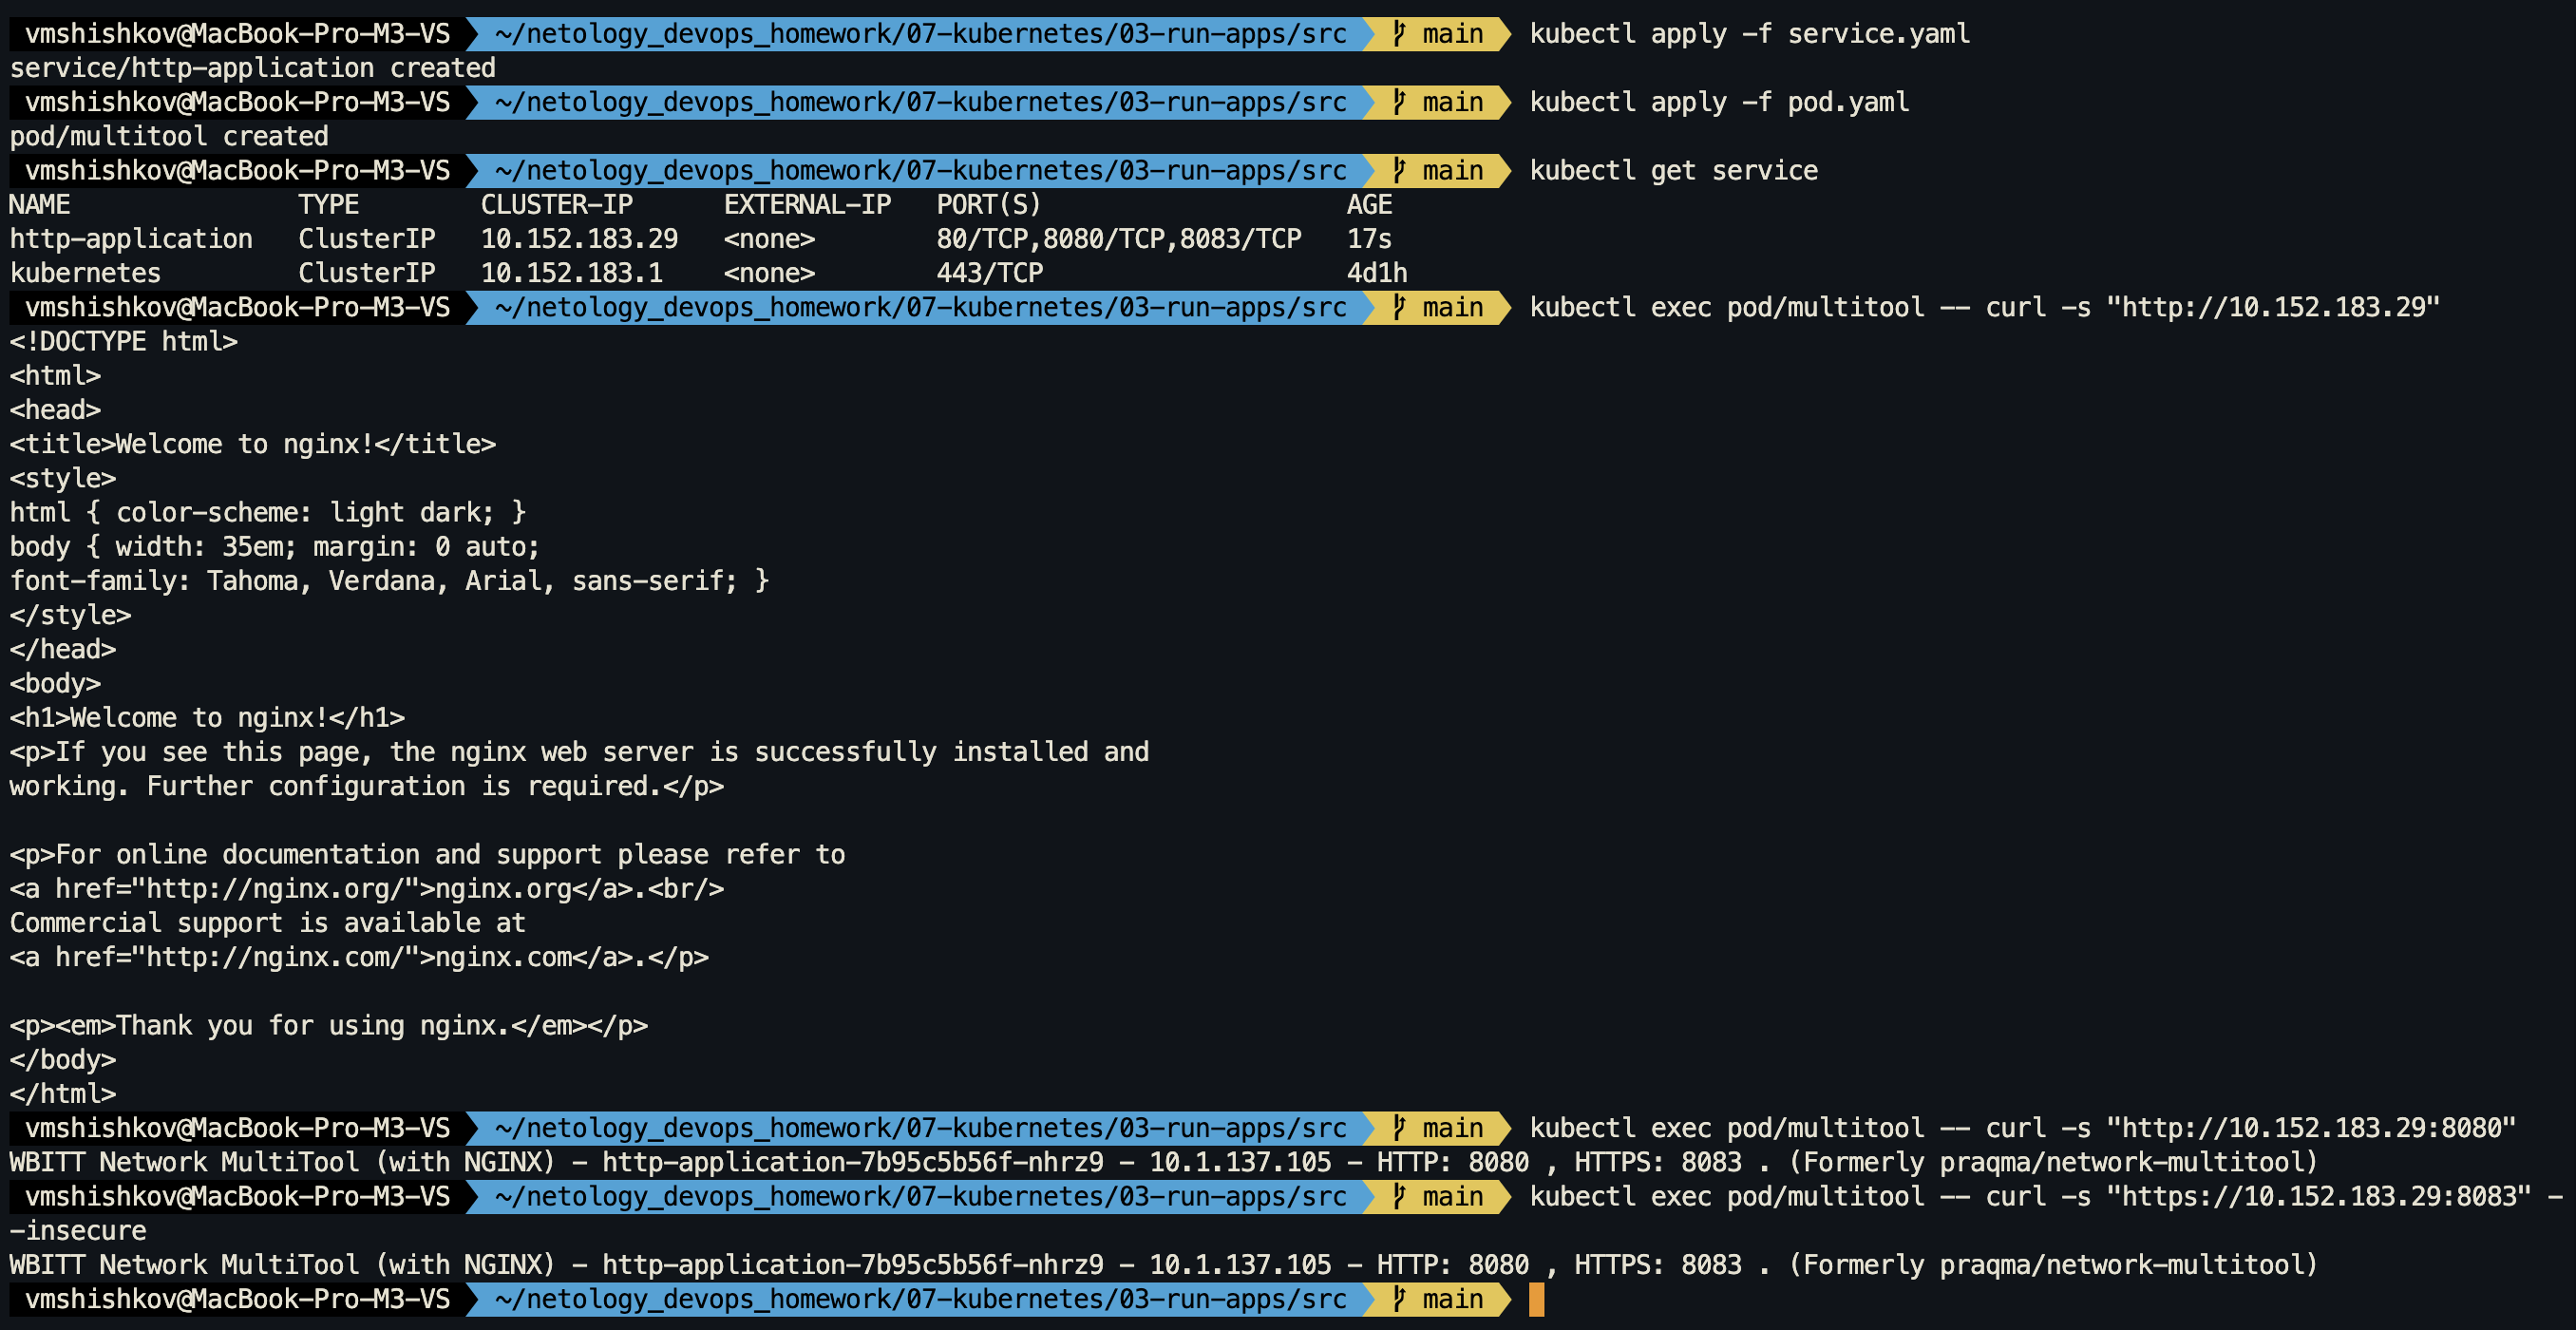 vmshishkov@MacBook-Pro-M3-VS ~/netology_devops_homework/07-kubernetes/03-run-apps/src main kubectl apply -f service.yaml
service/http-application created
vmshishkov@MacBook-Pro-M3-VS ~/netology_devops_homework/07-kubernetes/03-run-apps/src main kubectl apply -f pod.yaml
pod/multitool created
vmshishkov@MacBook-Pro-M3-VS ~/netology_devops_homework/07-kubernetes/03-run-apps/src main kubectl get service
NAME TYPE CLUSTER-IP EXTERNAL-IP PORT(S) AGE
http-application ClusterIP 10.152.183.29 <none> 80/TCP,8080/TCP,8083/TCP 17s
kubernetes ClusterIP 10.152.183.1 <none> 443/TCP 4d1h
vmshishkov@MacBook-Pro-M3-VS ~/netology_devops_homework/07-kubernetes/03-run-apps/src main kubectl exec pod/multitool -- curl -s "http://10.152.183.29"
<!DOCTYPE html>
<html>
<head>
<title>Welcome to nginx!</title>
<style>
html { color-scheme: light dark; }
body { width: 35em; margin: 0 auto;
font-family: Tahoma, Verdana, Arial, sans-serif; }
</style>
</head>
<body>
<h1>Welcome to nginx!</h1>
<p>If you see this page, the nginx web server is successfully installed and
working. Further configuration is required.</p>

<p>For online documentation and support please refer to
<a href="http://nginx.org/">nginx.org</a>.<br/>
Commercial support is available at
<a href="http://nginx.com/">nginx.com</a>.</p>

<p><em>Thank you for using nginx.</em></p>
</body>
</html>
vmshishkov@MacBook-Pro-M3-VS ~/netology_devops_homework/07-kubernetes/03-run-apps/src main kubectl exec pod/multitool -- curl -s "http://10.152.183.29:8080"
WBITT Network MultiTool (with NGINX) - http-application-7b95c5b56f-nhrz9 - 10.1.137.105 - HTTP: 8080 , HTTPS: 8083 . (Formerly praqma/network-multitool)
vmshishkov@MacBook-Pro-M3-VS ~/netology_devops_homework/07-kubernetes/03-run-apps/src main kubectl exec pod/multitool -- curl -s "https://10.152.183.29:8083" -
-insecure
WBITT Network MultiTool (with NGINX) - http-application-7b95c5b56f-nhrz9 - 10.1.137.105 - HTTP: 8080 , HTTPS: 8083 . (Formerly praqma/network-multitool)
vmshishkov@MacBook-Pro-M3-VS ~/netology_devops_homework/07-kubernetes/03-run-apps/src main